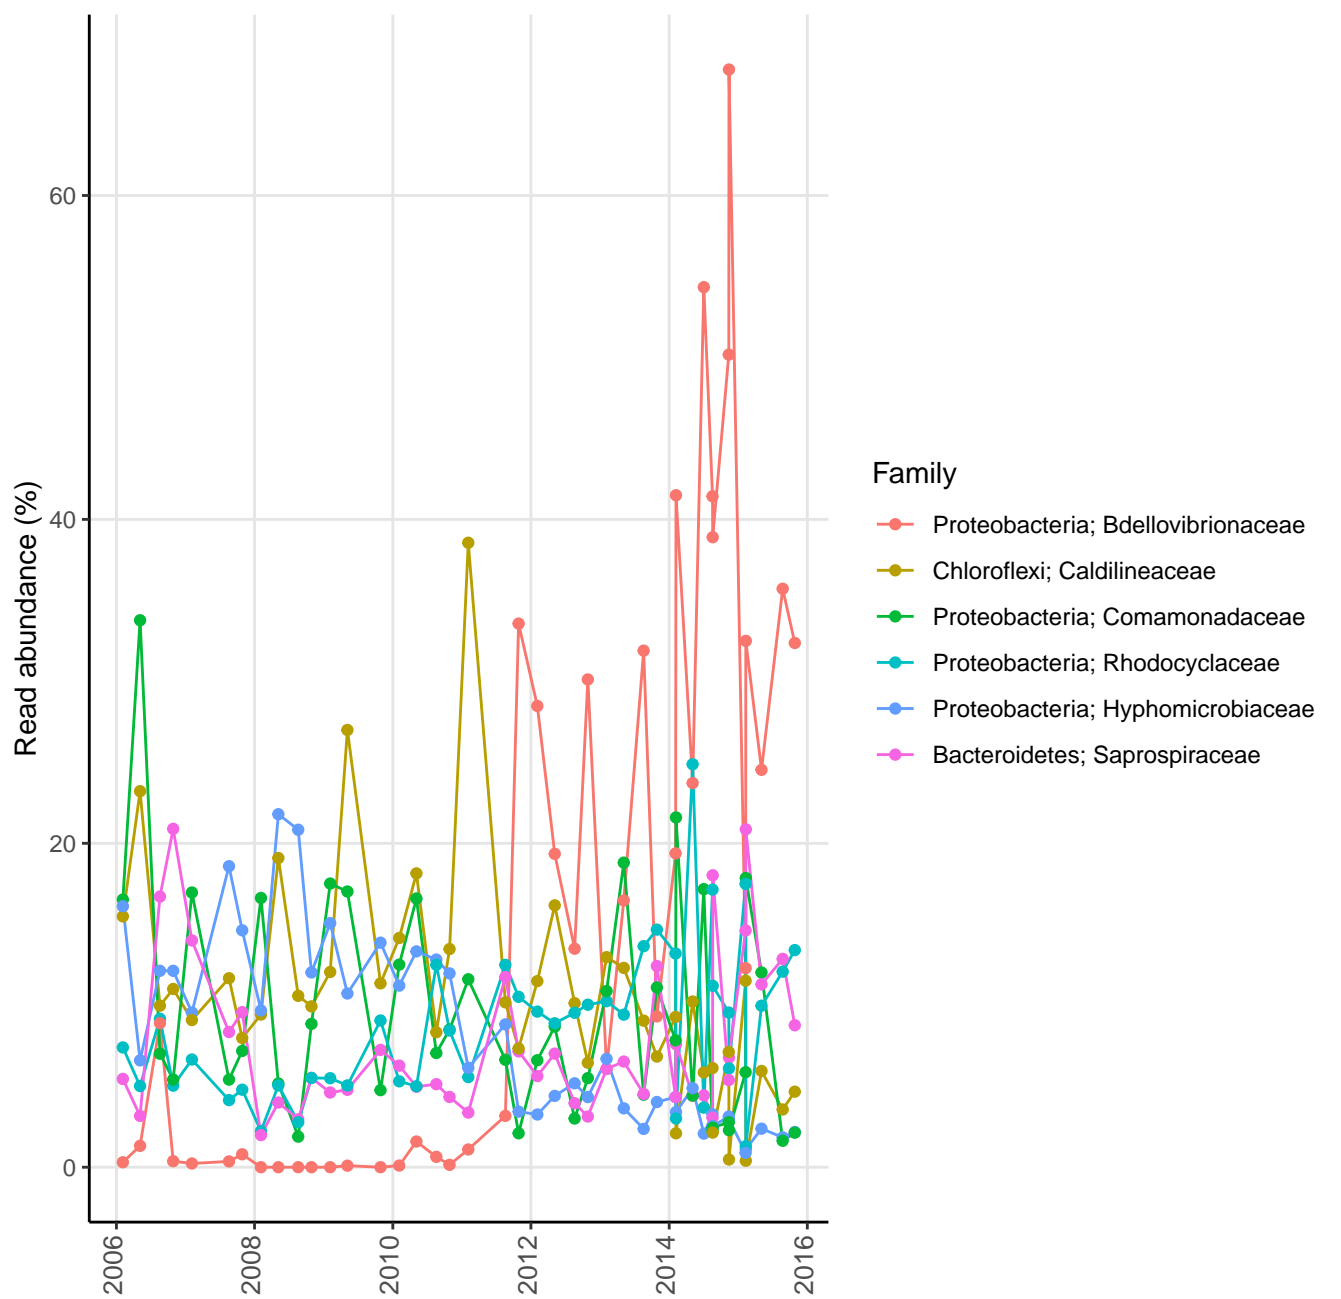 Read abundance (%)
60
40
20
0
2006
2008
2010
2012
2014
2016
Family
Proteobacteria; Bdellovibrionaceae
Chloroflexi; Caldilineaceae
Proteobacteria; Comamonadaceae
Proteobacteria; Rhodocyclaceae
Proteobacteria; Hyphomicrobiaceae
Bacteroidetes; Saprospiraceae